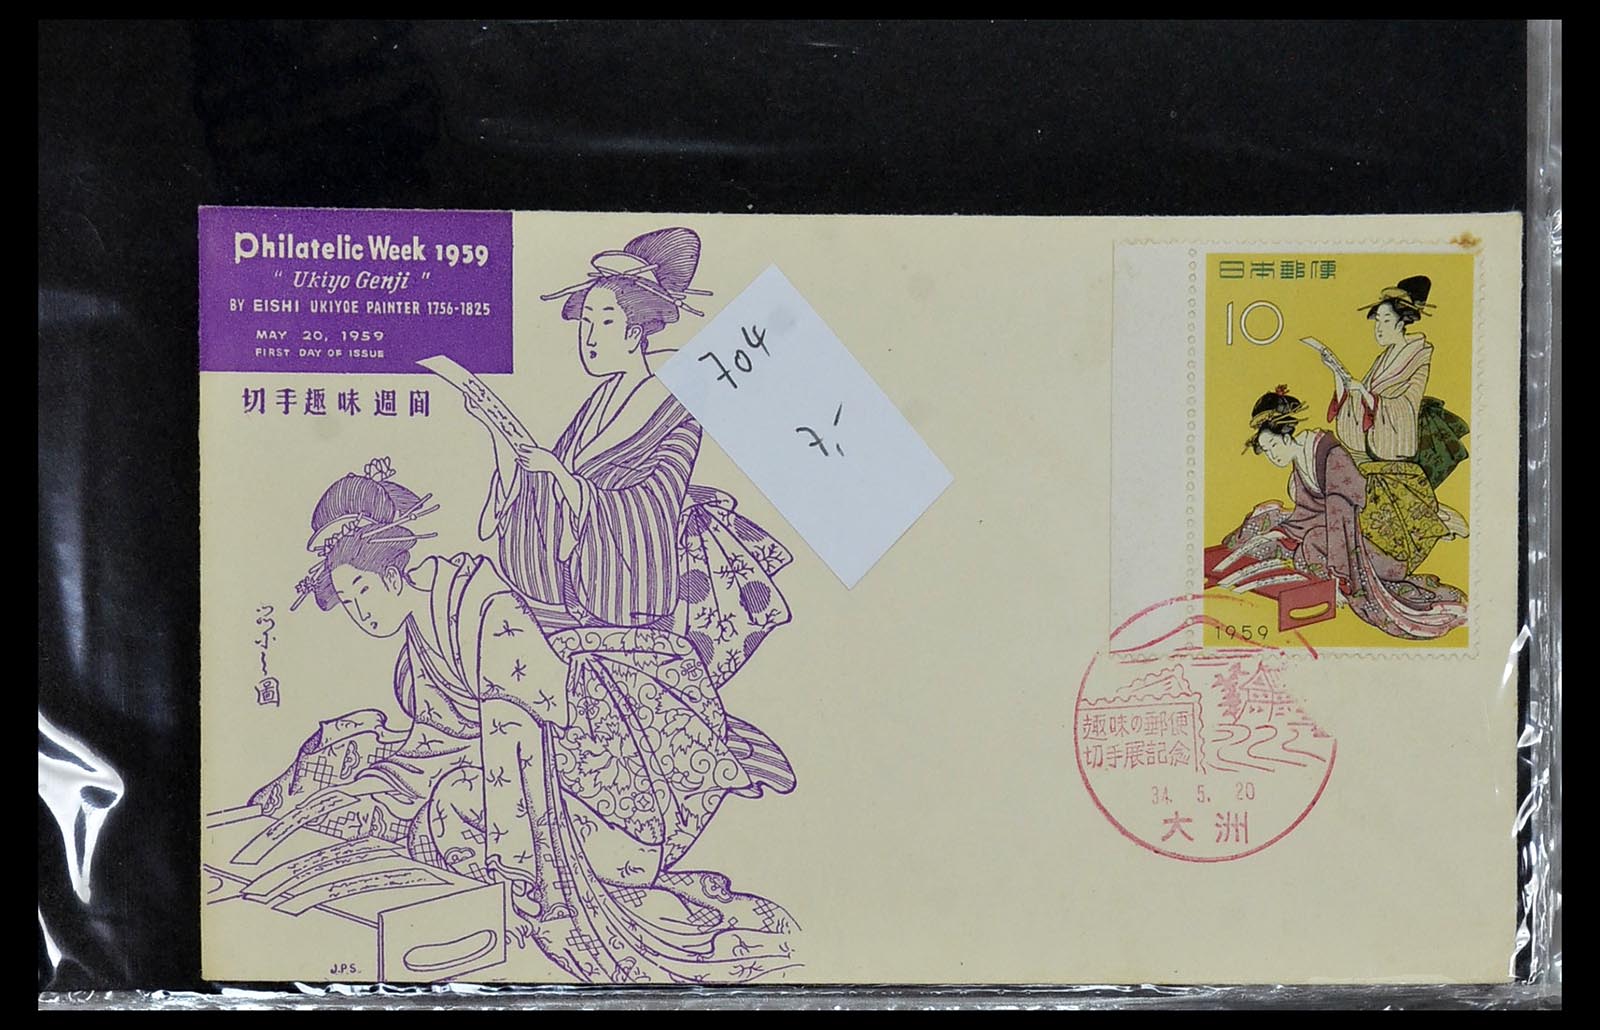 Philatelic Week 1959
" Ukiyo Genji "
BY EISHI UKIYOE PAINTER 1756-1825
MAY 20, 1959
FIRST DAY OF ISSUE
切手趣味週間
圖
J.P.S.
704
7,-
日本郵便
10
1959
趣味の郵便
切手展記念
34. 5. 20
大洲